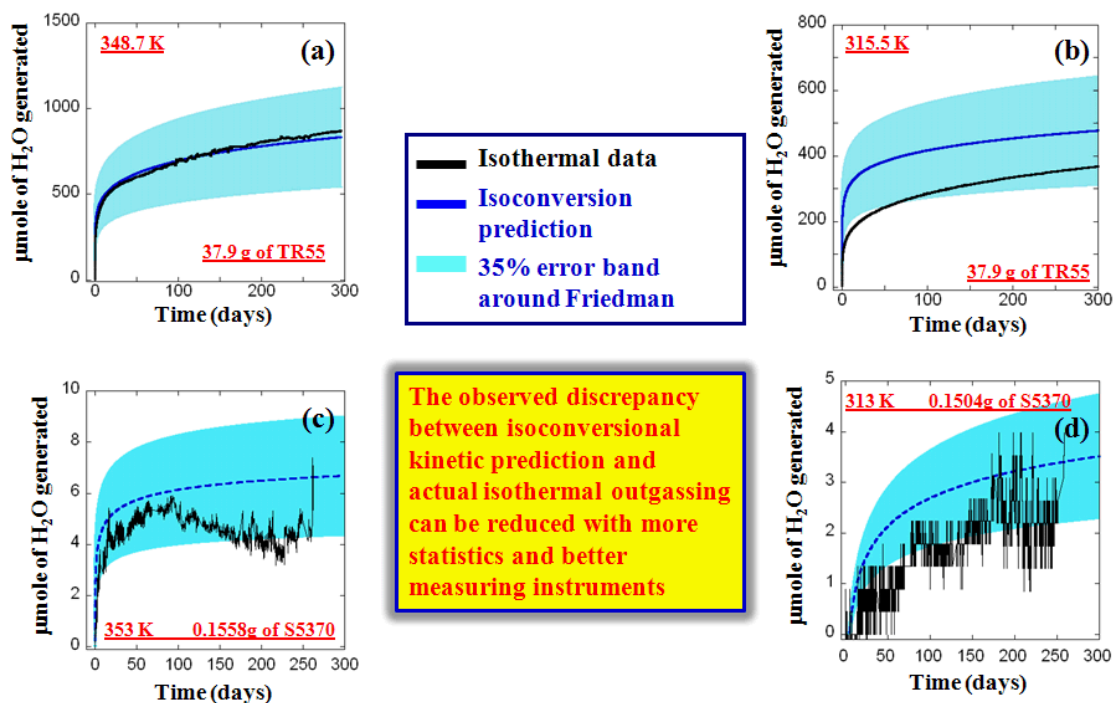 348.7 K
(a)
1500
1000
500
0
µmole of H₂O generated
37.9 g of TR55
0 50 100 150 200 250 300
Time (days)
Isothermal data
Isoconversion
prediction
35% error band
around Friedman
315.5 K
(b)
800
600
400
200
0
µmole of H₂O generated
37.9 g of TR55
0 50 100 150 200 250 300
Time (days)
(c)
10
8
6
4
2
0
µmole of H₂O generated
353 K 0.1558g of S5370
0 50 100 150 200 250 300
Time (days)
The observed discrepancy
between isoconversional
kinetic prediction and
actual isothermal outgassing
can be reduced with more
statistics and better
measuring instruments
313 K 0.1504g of S5370
(d)
5
4
3
2
1
0
µmole of H₂O generated
0 50 100 150 200 250 300
Time (days)